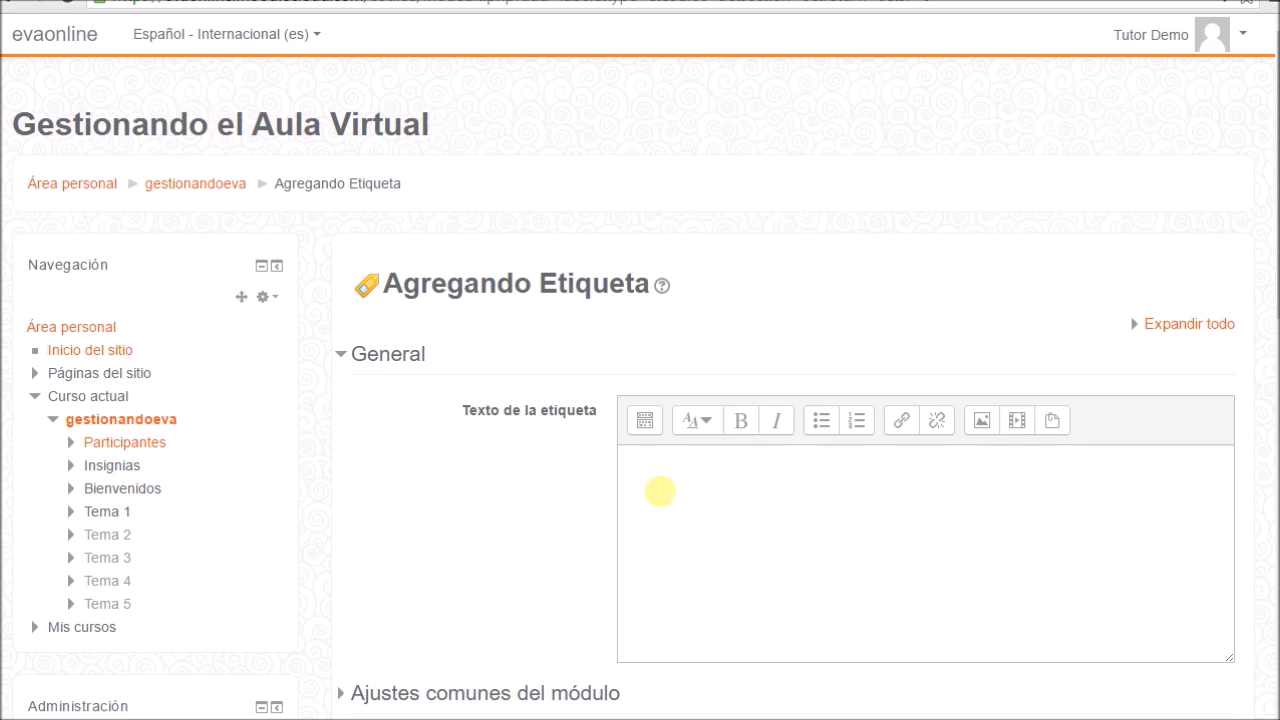 evaonline
Español - Internacional (es)
Tutor Demo
Gestionando el Aula Virtual
Área personal
gestionandoeva
Agregando Etiqueta
Navegación
Área personal
Inicio del sitio
Páginas del sitio
Curso actual
gestionandoeva
Participantes
Insignias
Bienvenidos
Tema 1
Tema 2
Tema 3
Tema 4
Tema 5
Mis cursos
Administración
Agregando Etiqueta
Expandir todo
General
Texto de la etiqueta
B I
Ajustes comunes del módulo